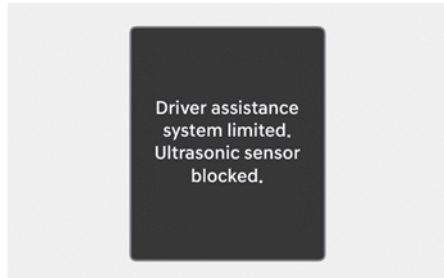 Driver assistance
system limited.
Ultrasonic sensor
blocked.